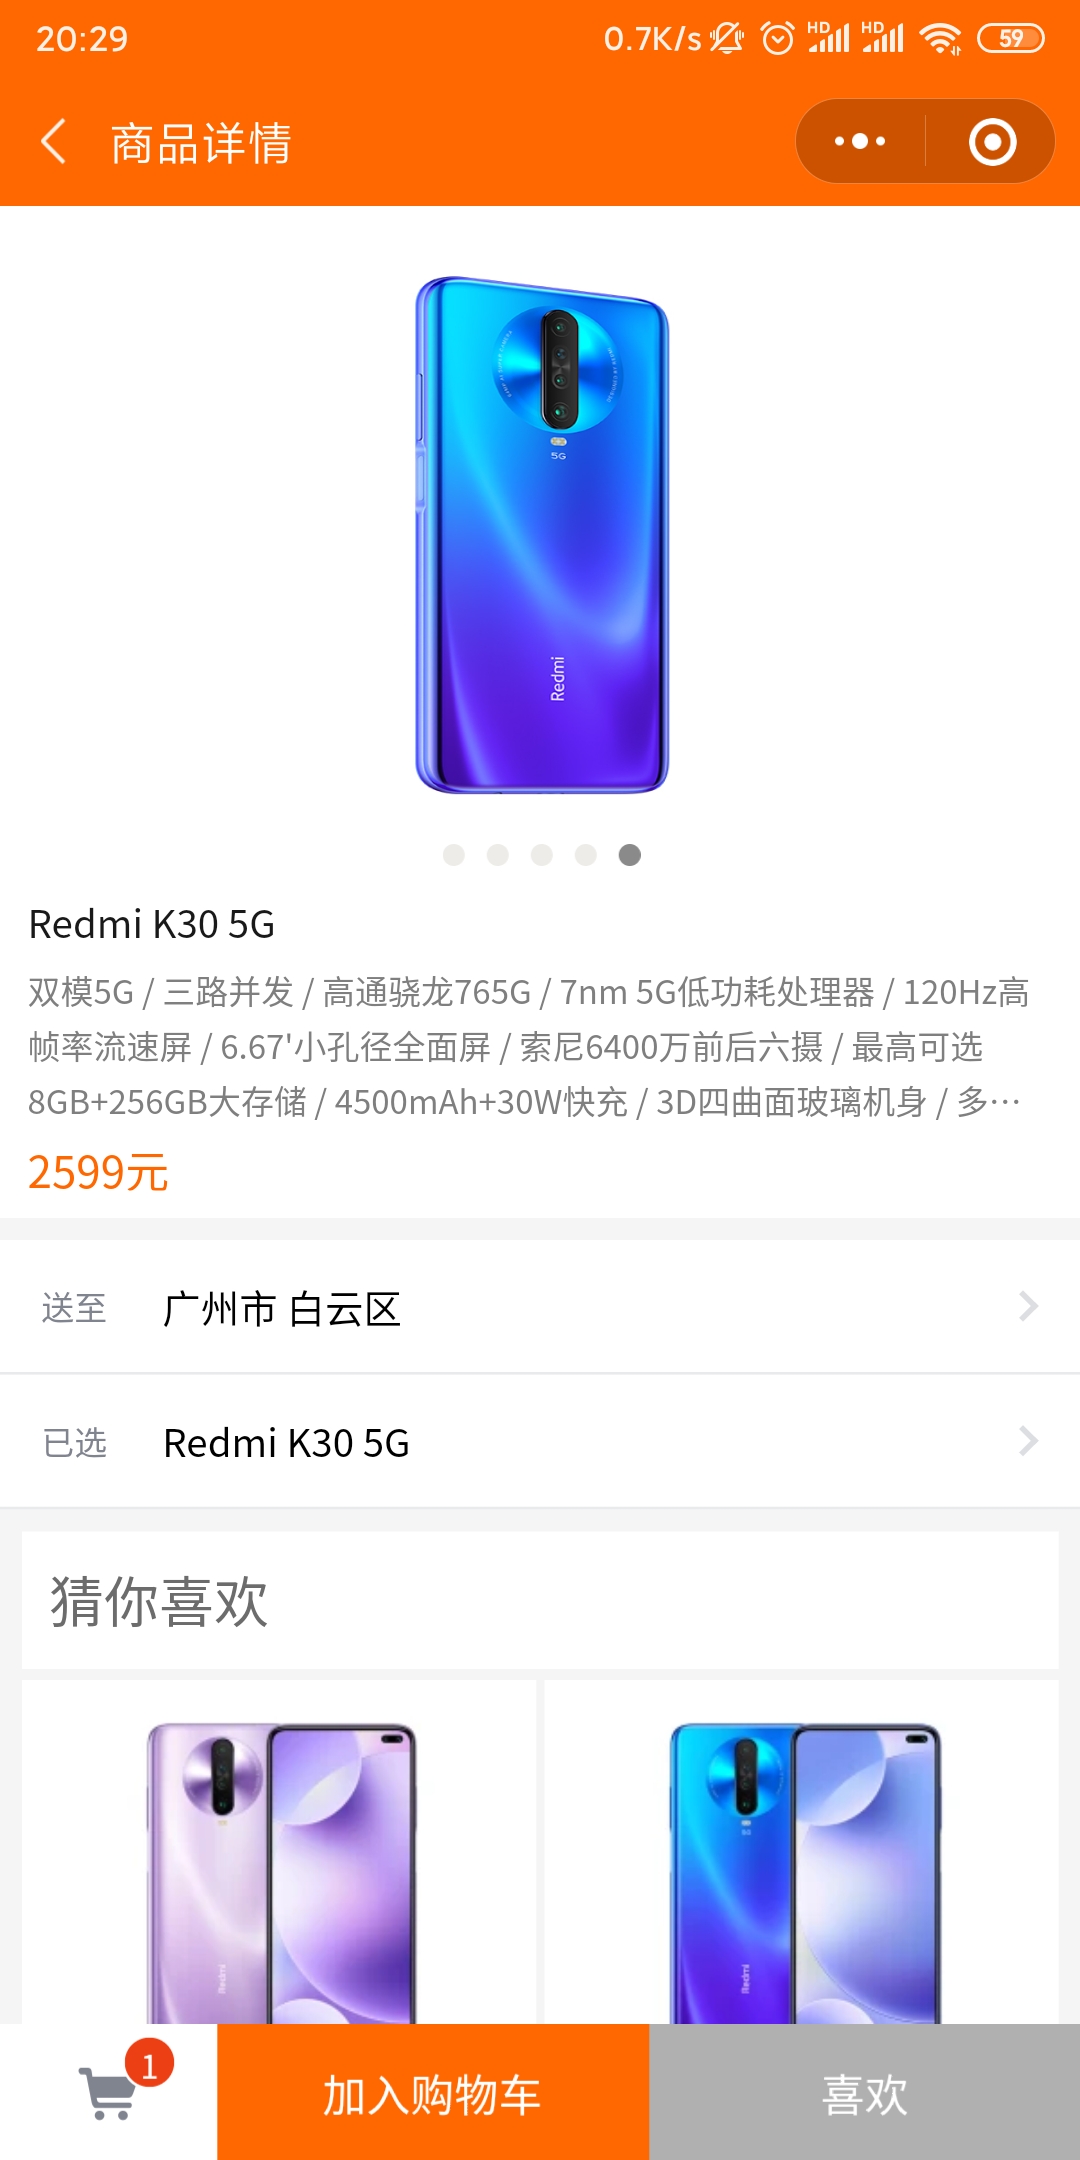 20:29
0.7K/s HD HD 59
商品详情
5G
Redmi
Redmi K30 5G
双模5G / 三路并发 / 高通骁龙765G / 7nm 5G低功耗处理器 / 120Hz高
帧率流速屏 / 6.67'小孔径全面屏 / 索尼6400万前后六摄 / 最高可选
8GB+256GB大存储 / 4500mAh+30W快充 / 3D四曲面玻璃机身 / 多…
2599元
送至 广州市 白云区
已选 Redmi K30 5G
猜你喜欢
Redmi
Redmi
1
加入购物车
喜欢